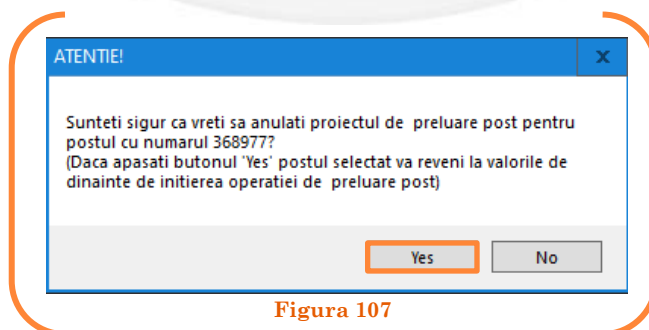 ATENTIE!
x
Sunteti sigur ca vreti sa anulati proiectul de  preluare post pentru
postul cu numarul 368977?
(Daca apasati butonul 'Yes' postul selectat va reveni la valorile de
dinainte de initierea operatiei de  preluare post)
Yes
No
Figura 107